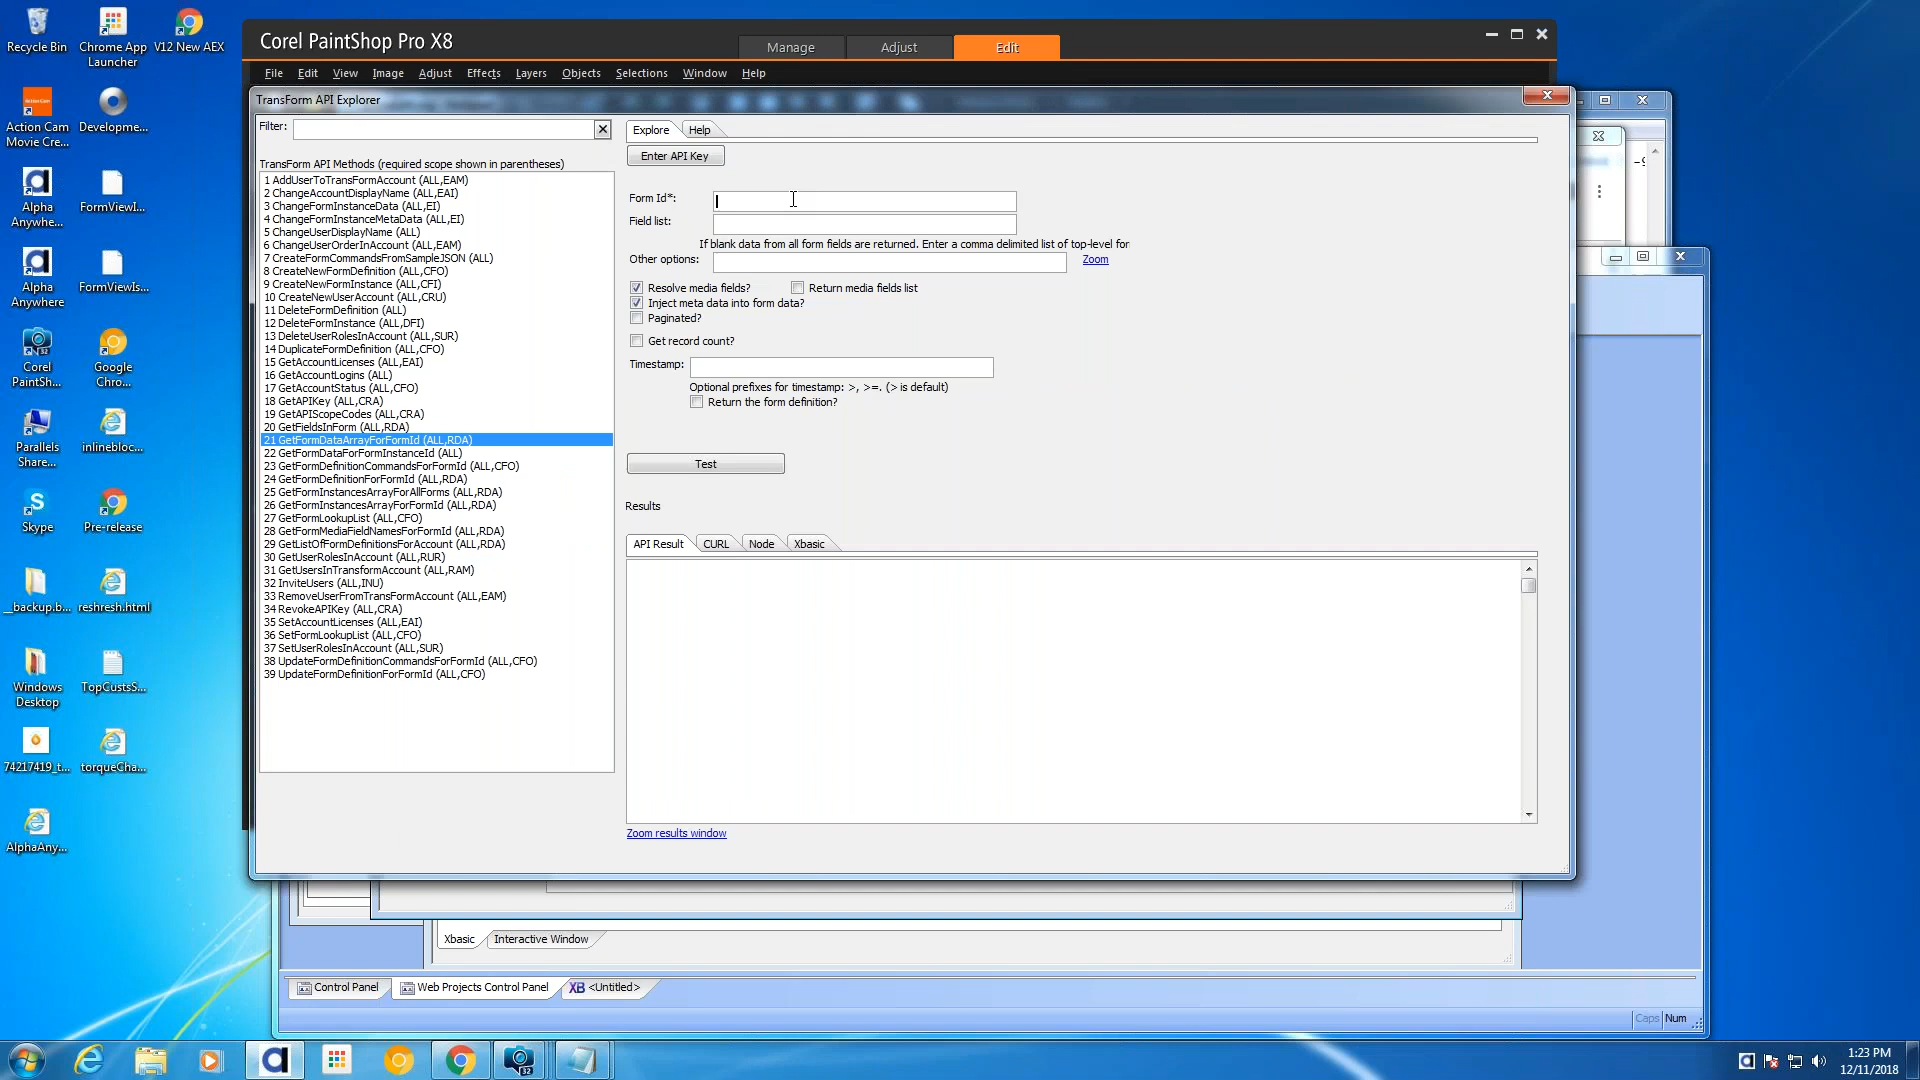 Recycle Bin
Chrome App
Launcher
V12 New AEX
Action Cam
Movie Cre...
Developme...
Alpha
Anywhe...
FormViewI...
Alpha
Anywhere
FormViewIs...
Corel
PaintSh...
Google
Chro...
Parallels
Share...
inlinebloc...
Skype
Pre-release
__backup.b...
reshresh.html
Windows
Desktop
TopCustsS...
74217419_t...
torqueCha...
AlphaAny...
Corel PaintShop Pro X8
Manage
Adjust
Edit
File
Edit
View
Image
Adjust
Effects
Layers
Objects
Selections
Window
Help
TransForm API Explorer
Filter:
TransForm API Methods (required scope shown in parentheses)
1 AddUserToTransFormAccount (ALL,EAM)
2 ChangeAccountDisplayName (ALL,EAI)
3 ChangeFormInstanceData (ALL,EI)
4 ChangeFormInstanceMetaData (ALL,EI)
5 ChangeUserDisplayName (ALL)
6 ChangeUserOrderInAccount (ALL,EAM)
7 CreateFormCommandsFromSampleJSON (ALL)
8 CreateNewFormDefinition (ALL,CFO)
9 CreateNewFormInstance (ALL,CFI)
10 CreateNewUserAccount (ALL,CRU)
11 DeleteFormDefinition (ALL)
12 DeleteFormInstance (ALL,DFI)
13 DeleteUserRolesInAccount (ALL,SUR)
14 DuplicateFormDefinition (ALL,CFO)
15 GetAccountLicenses (ALL,EAI)
16 GetAccountLogins (ALL)
17 GetAccountStatus (ALL,CFO)
18 GetAPIKey (ALL,CRA)
19 GetAPIScopeCodes (ALL,CRA)
20 GetFieldsInForm (ALL,RDA)
21 GetFormDataArrayForFormId (ALL,RDA)
22 GetFormDataForFormInstanceId (ALL)
23 GetFormDefinitionCommandsForFormId (ALL,CFO)
24 GetFormDefinitionForFormId (ALL,RDA)
25 GetFormInstancesArrayForAllForms (ALL,RDA)
26 GetFormInstancesArrayForFormId (ALL,RDA)
27 GetFormLookupList (ALL,CFO)
28 GetFormMediaFieldNamesForFormId (ALL,RDA)
29 GetListOfFormDefinitionsForAccount (ALL,RDA)
30 GetUserRolesInAccount (ALL,RUR)
31 GetUsersInTransformAccount (ALL,RAM)
32 InviteUsers (ALL,INU)
33 RemoveUserFromTransFormAccount (ALL,EAM)
34 RevokeAPIKey (ALL,CRA)
35 SetAccountLicenses (ALL,EAI)
36 SetFormLookupList (ALL,CFO)
37 SetUserRolesInAccount (ALL,SUR)
38 UpdateFormDefinitionCommandsForFormId (ALL,CFO)
39 UpdateFormDefinitionForFormId (ALL,CFO)
Explore
Help
Enter API Key
Form Id*:
Field list:
If blank data from all form fields are returned. Enter a comma delimited list of top-level for
Other options:
Zoom
Resolve media fields?
Return media fields list
Inject meta data into form data?
Paginated?
Get record count?
Timestamp:
Optional prefixes for timestamp: >, >=. (> is default)
Return the form definition?
Test
Results
API Result
CURL
Node
Xbasic
Zoom results window
Xbasic
Interactive Window
Control Panel
Web Projects Control Panel
XB <Untitled>
Caps
Num
32
1:23 PM
12/11/2018